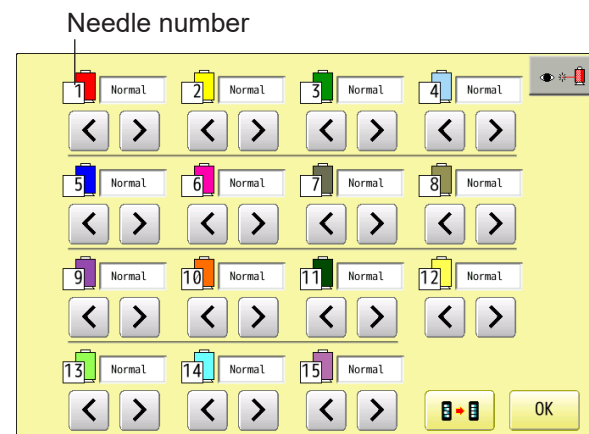 Needle number
1 Normal 2 Normal 3 Normal 4 Normal
5 Normal 6 Normal 7 Normal 8 Normal
9 Normal 10 Normal 11 Normal 12 Normal
13 Normal 14 Normal 15 Normal
OK